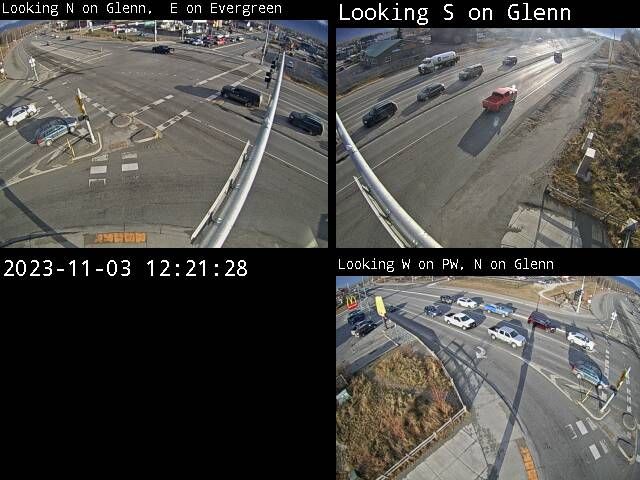 Looking N on Glenn,  E on Evergreen
Looking S on Glenn
2023-11-03 12:21:28
Looking W on PW, N on Glenn